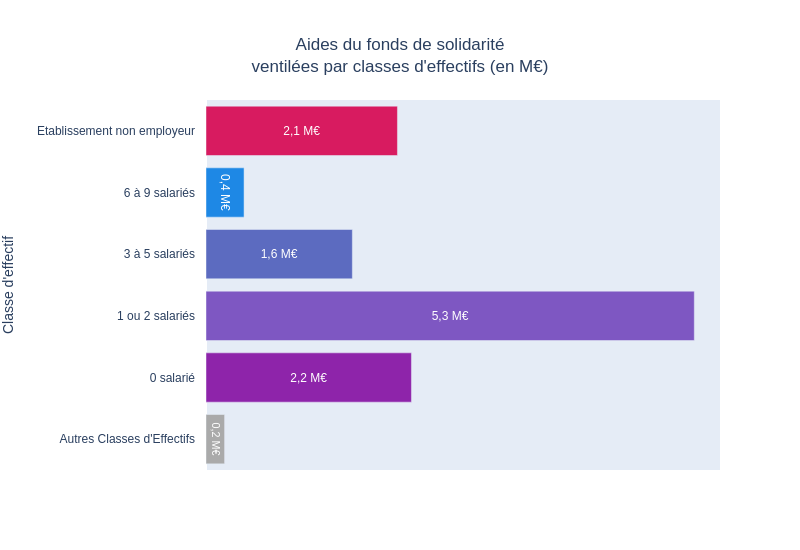 Aides du fonds de solidarité
ventilées par classes d'effectifs (en M€)
Classe d'effectif
Etablissement non employeur
2,1 M€
6 à 9 salariés
0,4 M€
3 à 5 salariés
1,6 M€
1 ou 2 salariés
5,3 M€
0 salarié
2,2 M€
Autres Classes d'Effectifs
0,2 M€